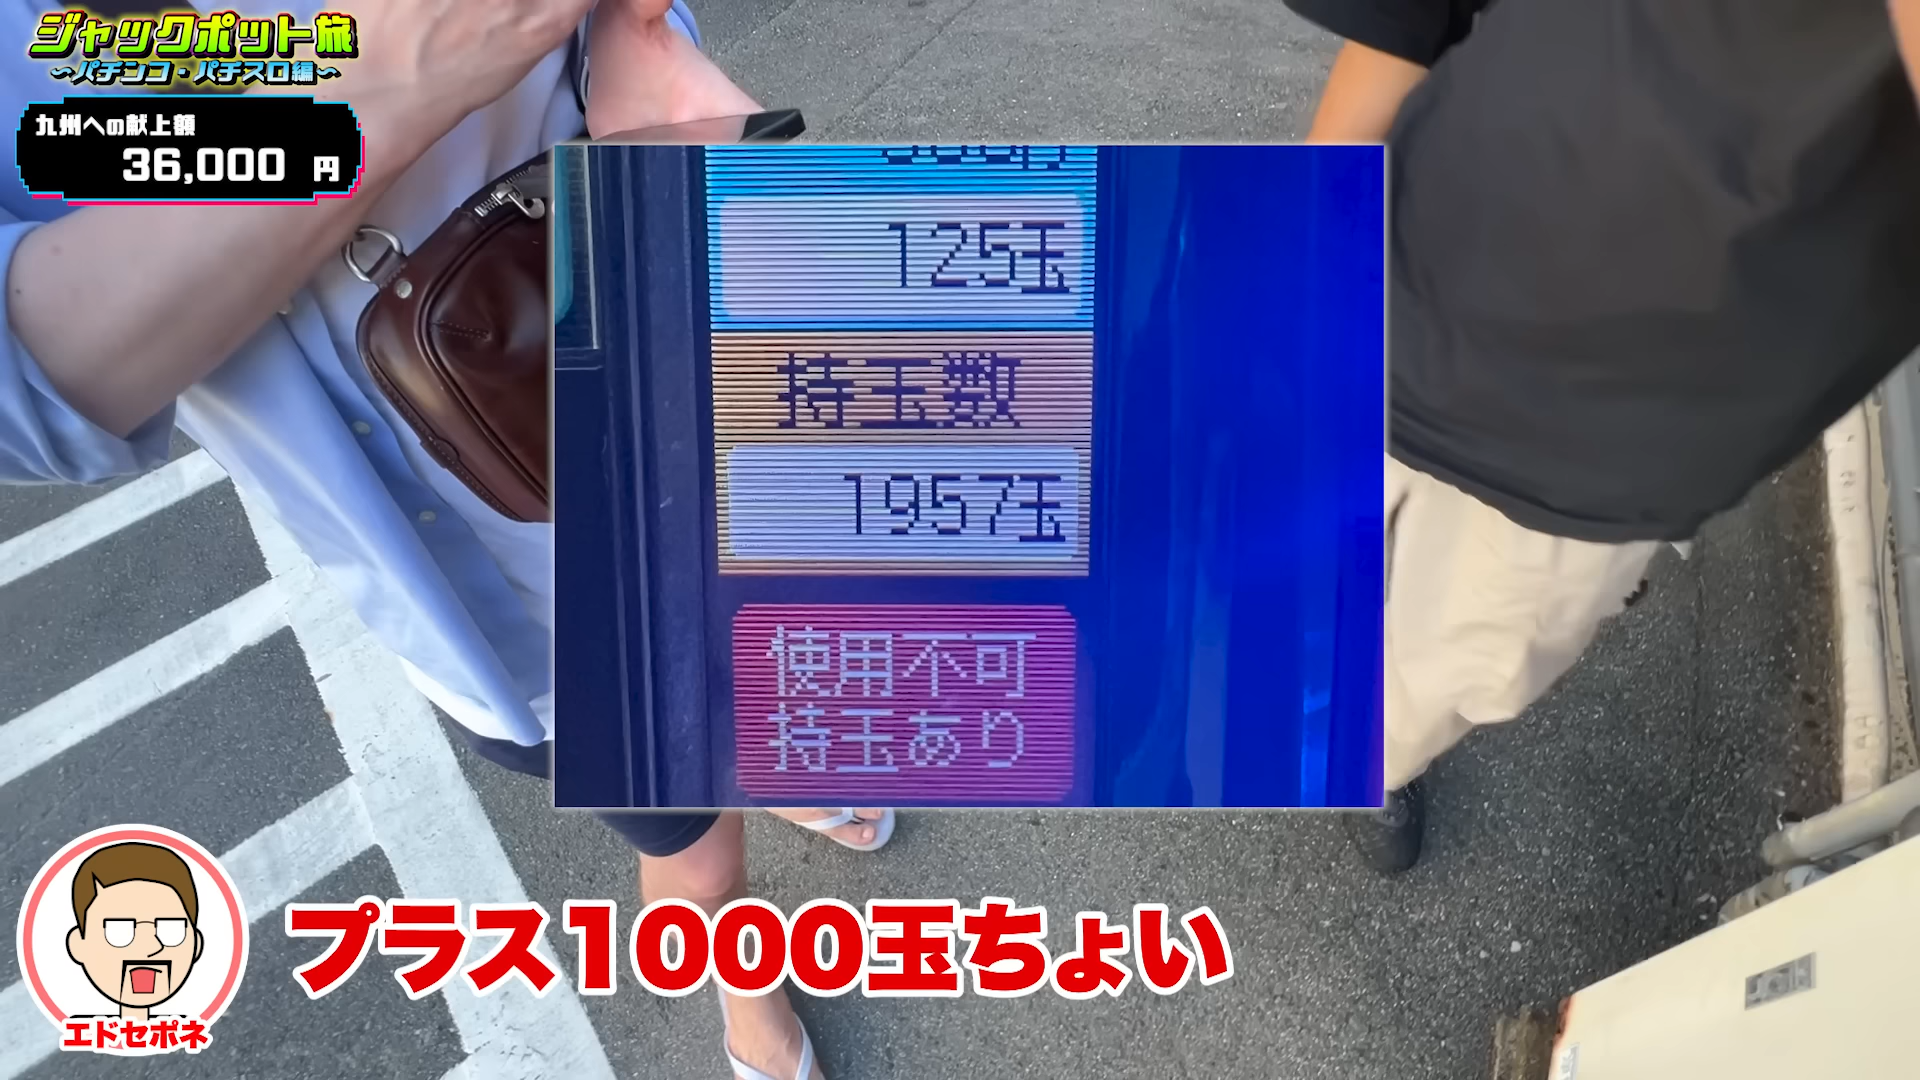 ジャックポット旅
〜パチンコ・パチスロ編〜
九州への献上額
36,000 円
125玉
持玉数
1957玉
使用不可
持玉あり
プラス1000玉ちょい
エドセポネ